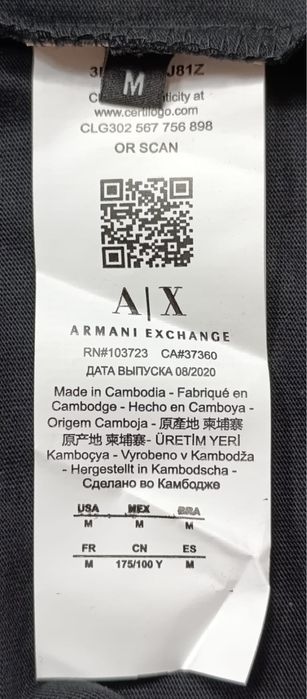 M
J81Z
ticity at
www.certilogo.com
CLG302 567 756 898
OR SCAN
A|X
ARMANI EXCHANGE
RN#103723 CA#37360
ДАТА ВЫПУСКА 08/2020
Made in Cambodia - Fabriqué en
Cambodge - Hecho en Camboya -
Origem Camboja - 原產地 柬埔寨
原产地 柬埔寨- ÜRETİM YERİ
Kamboçya - Vyrobeno v Kambodža
- Hergestellt in Kambodscha -
Сделано во Камбодже
USA MEX BRA
M M M
FR CN ES
M 175/100 Y M